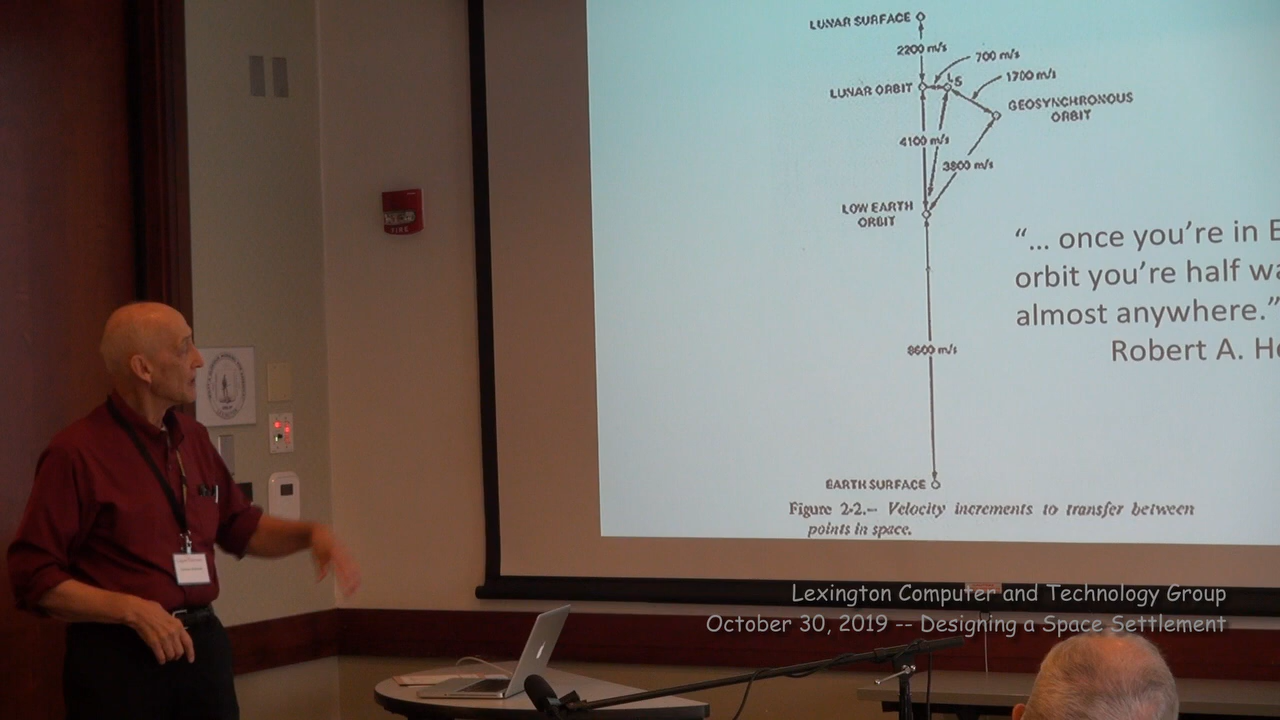 LUNAR SURFACE
2200 m/s
700 m/s
1700 m/s
LUNAR ORBIT
L5
GEOSYNCHRONOUS
ORBIT
4100 m/s
3800 m/s
LOW EARTH
ORBIT
"... once you're in E
orbit you're half wa
almost anywhere."
Robert A. He
8600 m/s
EARTH SURFACE
Figure 2-2.– Velocity increments to transfer between
points in space.
FIRE
Lexington Computer and Technology Group
October 30, 2019 -- Designing a Space Settlement